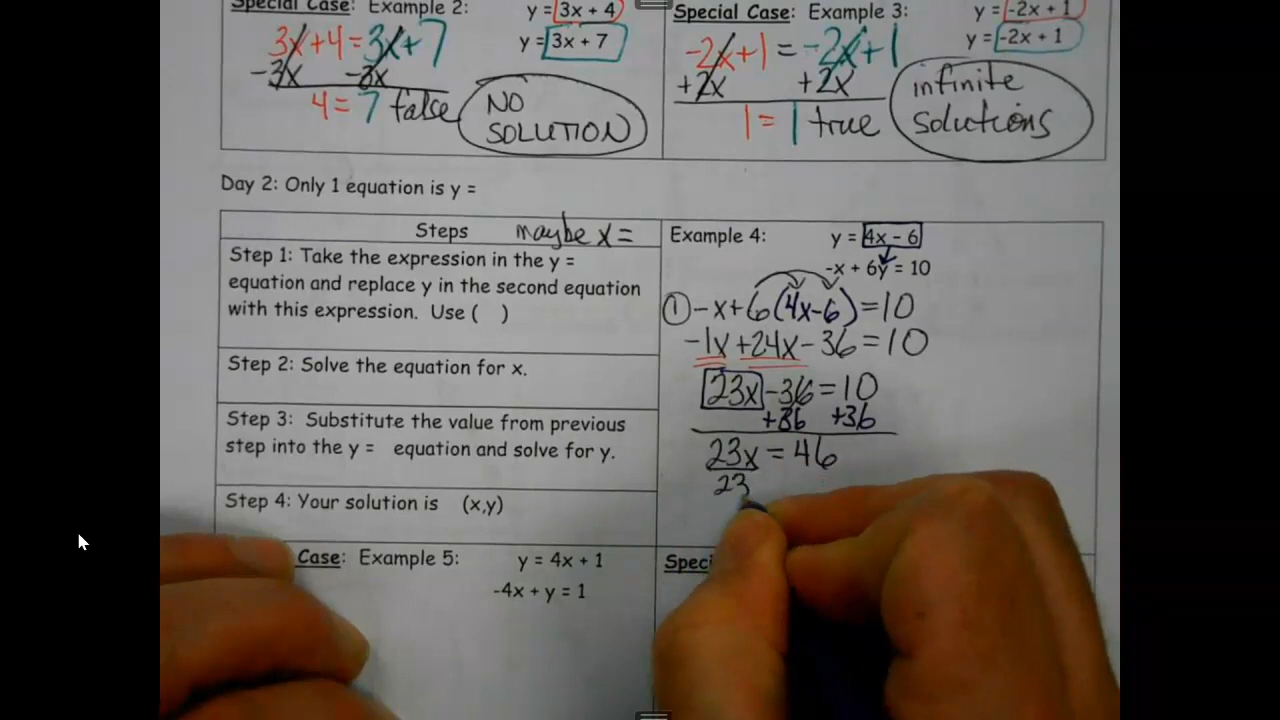 Special Case: Example 2:
y = 3x + 4
y = 3x + 7
3x+4=3x+7
-3x -3x
4 = 7 false
NO
SOLUTION
Special Case: Example 3:
y = -2x + 1
y = -2x + 1
-2x+1=-2x+1
+2x +2x
1 = 1 true
infinite
solutions
Day 2: Only 1 equation is y =
Steps maybe x =
Step 1: Take the expression in the y =
equation and replace y in the second equation
with this expression. Use ( )
Step 2: Solve the equation for x.
Step 3: Substitute the value from previous
step into the y = equation and solve for y.
Step 4: Your solution is (x,y)
Example 4:
y = 4x - 6
-x + 6y = 10
① -x+6(4x-6)=10
-1x+24x-36=10
23x-36=10
+36 +36
23x = 46
23
Case: Example 5:
y = 4x + 1
-4x + y = 1
Speci